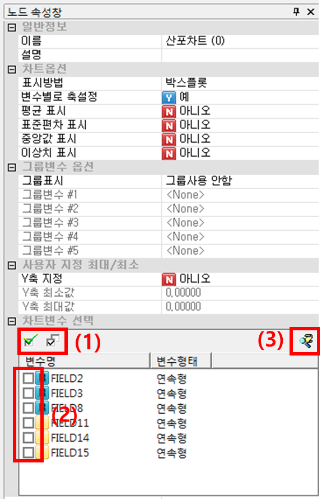 노드 속성창
일반정보
이름 산포차트 (0)
설명
차트옵션
표시방법 박스플롯
변수별로 축설정 Y 예
평균 표시 N 아니오
표준편차 표시 N 아니오
중앙값 표시 N 아니오
이상치 표시 N 아니오
그룹변수 옵션
그룹표시 그룹사용 안함
그룹변수 #1 <None>
그룹변수 #2 <None>
그룹변수 #3 <None>
그룹변수 #4 <None>
그룹변수 #5 <None>
사용자 지정 최대/최소
Y축 지정 N 아니오
Y축 최소값 0,00000
Y축 최대값 0,00000
차트변수 선택
(1) (3)
변수명 변수형태
FIELD2 연속형
FIELD3 연속형
(2)
FIELD8 연속형
FIELD11 연속형
FIELD14 연속형
FIELD15 연속형